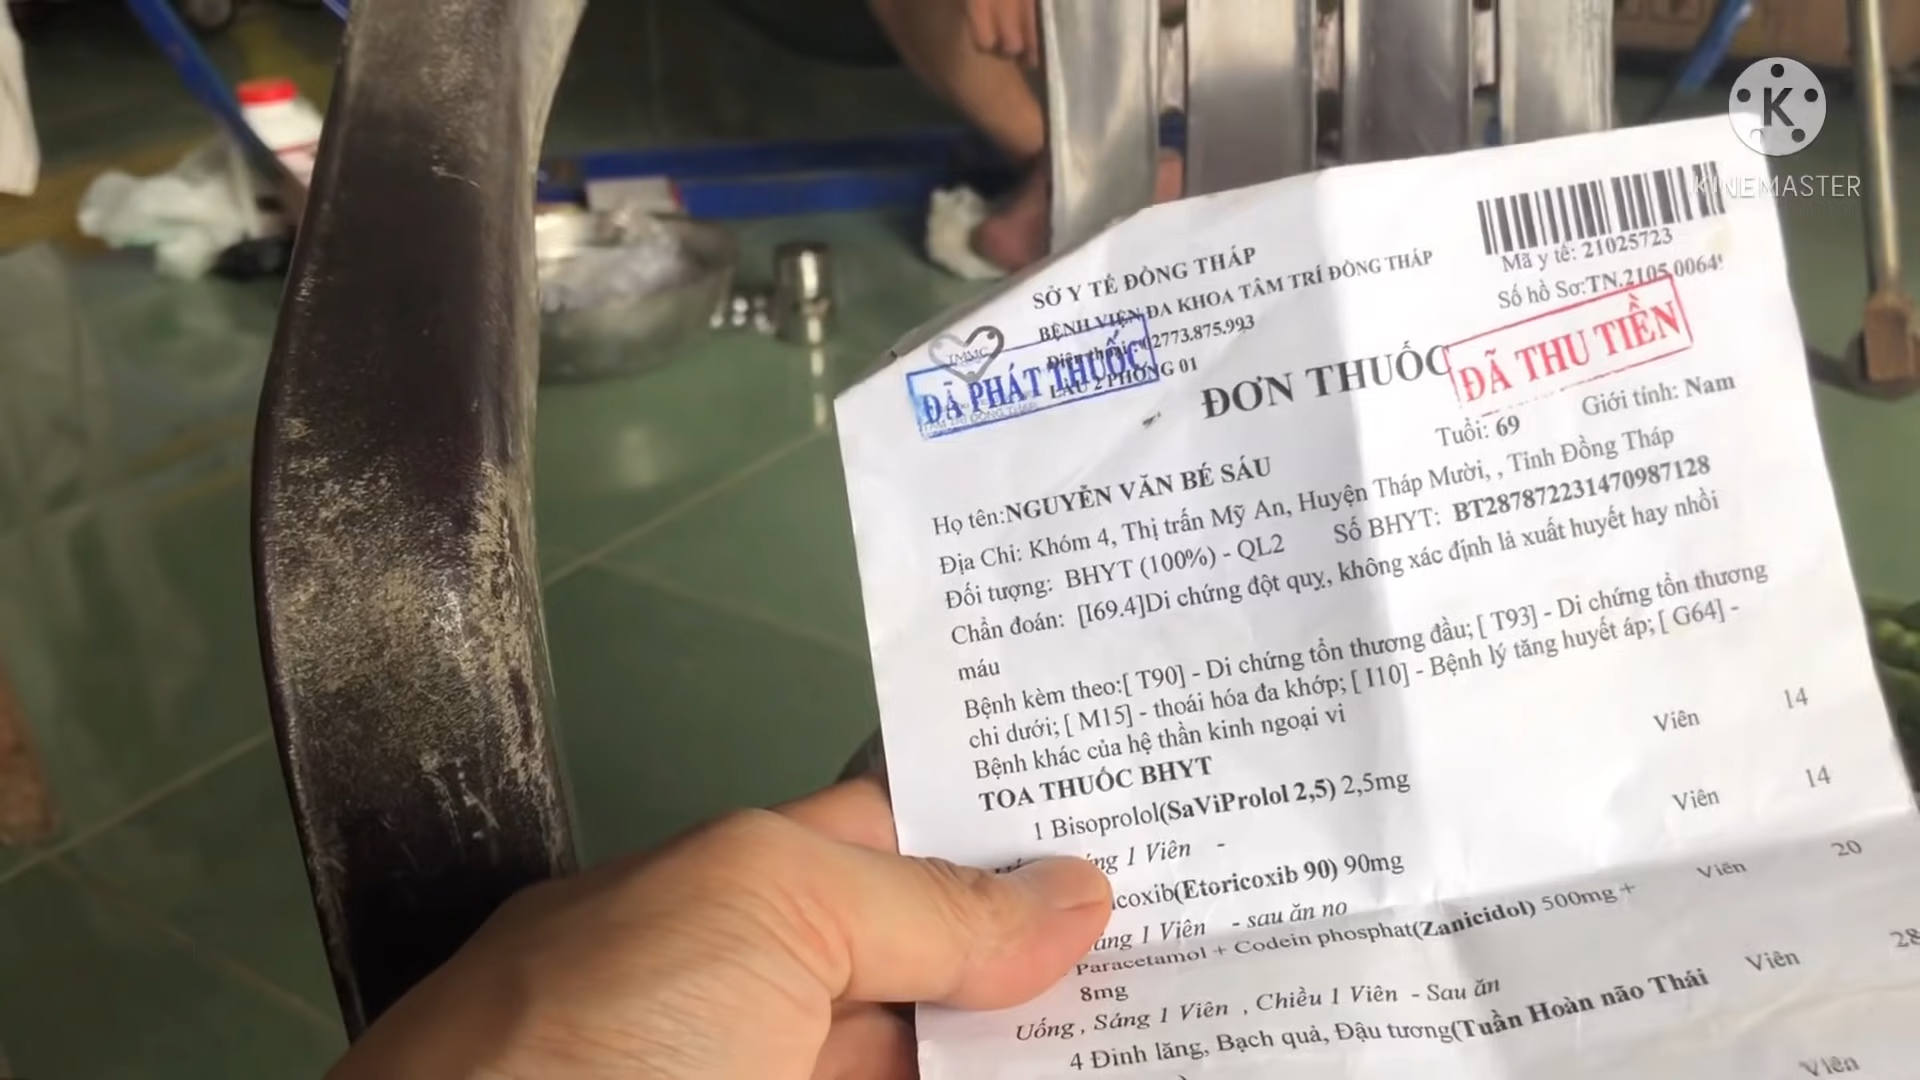 K
KINEMASTER
SỞ Y TẾ ĐỒNG THÁP
BỆNH VIỆN ĐA KHOA TÂM TRÍ ĐỒNG THÁP
Điện thoại: 02773.875.993
LẦU 2 PHÒNG 01
TMMC
ĐÃ PHÁT THUỐC
Mã y tế: 21025723
Số hồ Sơ:TN.2105.0064
ĐÃ THU TIỀN
ĐƠN THUỐC
Tuổi: 69 Giới tính: Nam
Họ tên:NGUYỄN VĂN BÉ SÁU
Địa Chỉ: Khóm 4, Thị trấn Mỹ An, Huyện Tháp Mười, , Tỉnh Đồng Tháp
Đối tượng: BHYT (100%) - QL2 Số BHYT: BT287872231470987128
Chẩn đoán: [I69.4]Di chứng đột quỵ, không xác định là xuất huyết hay nhồi
máu
Bệnh kèm theo:[ T90] - Di chứng tổn thương đầu; [ T93] - Di chứng tổn thương
chi dưới; [ M15] - thoái hóa đa khớp; [ I10] - Bệnh lý tăng huyết áp; [ G64] -
Bệnh khác của hệ thần kinh ngoại vi
TOA THUỐC BHYT
1 Bisoprolol(SaViProlol 2,5) 2,5mg Viên 14
1 Viên -
(Etoricoxib 90) 90mg Viên 14
1 Viên - sau ăn no
Paracetamol + Codein phosphat(Zanicidol) 500mg + Viên 20
8mg
Uống , Sáng 1 Viên , Chiều 1 Viên - Sau ăn
4 Đinh lăng, Bạch quả, Đậu tương(Tuần Hoàn não Thái Viên 28
Viên